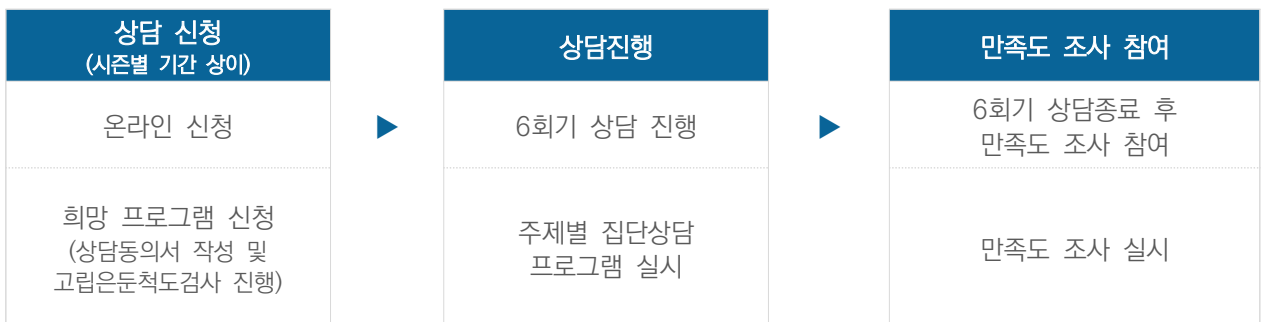 상담 신청
(시즌별 기간 상이)
온라인 신청
희망 프로그램 신청
(상담동의서 작성 및
고립은둔척도검사 진행)
상담진행
6회기 상담 진행
주제별 집단상담
프로그램 실시
만족도 조사 참여
6회기 상담종료 후
만족도 조사 참여
만족도 조사 실시